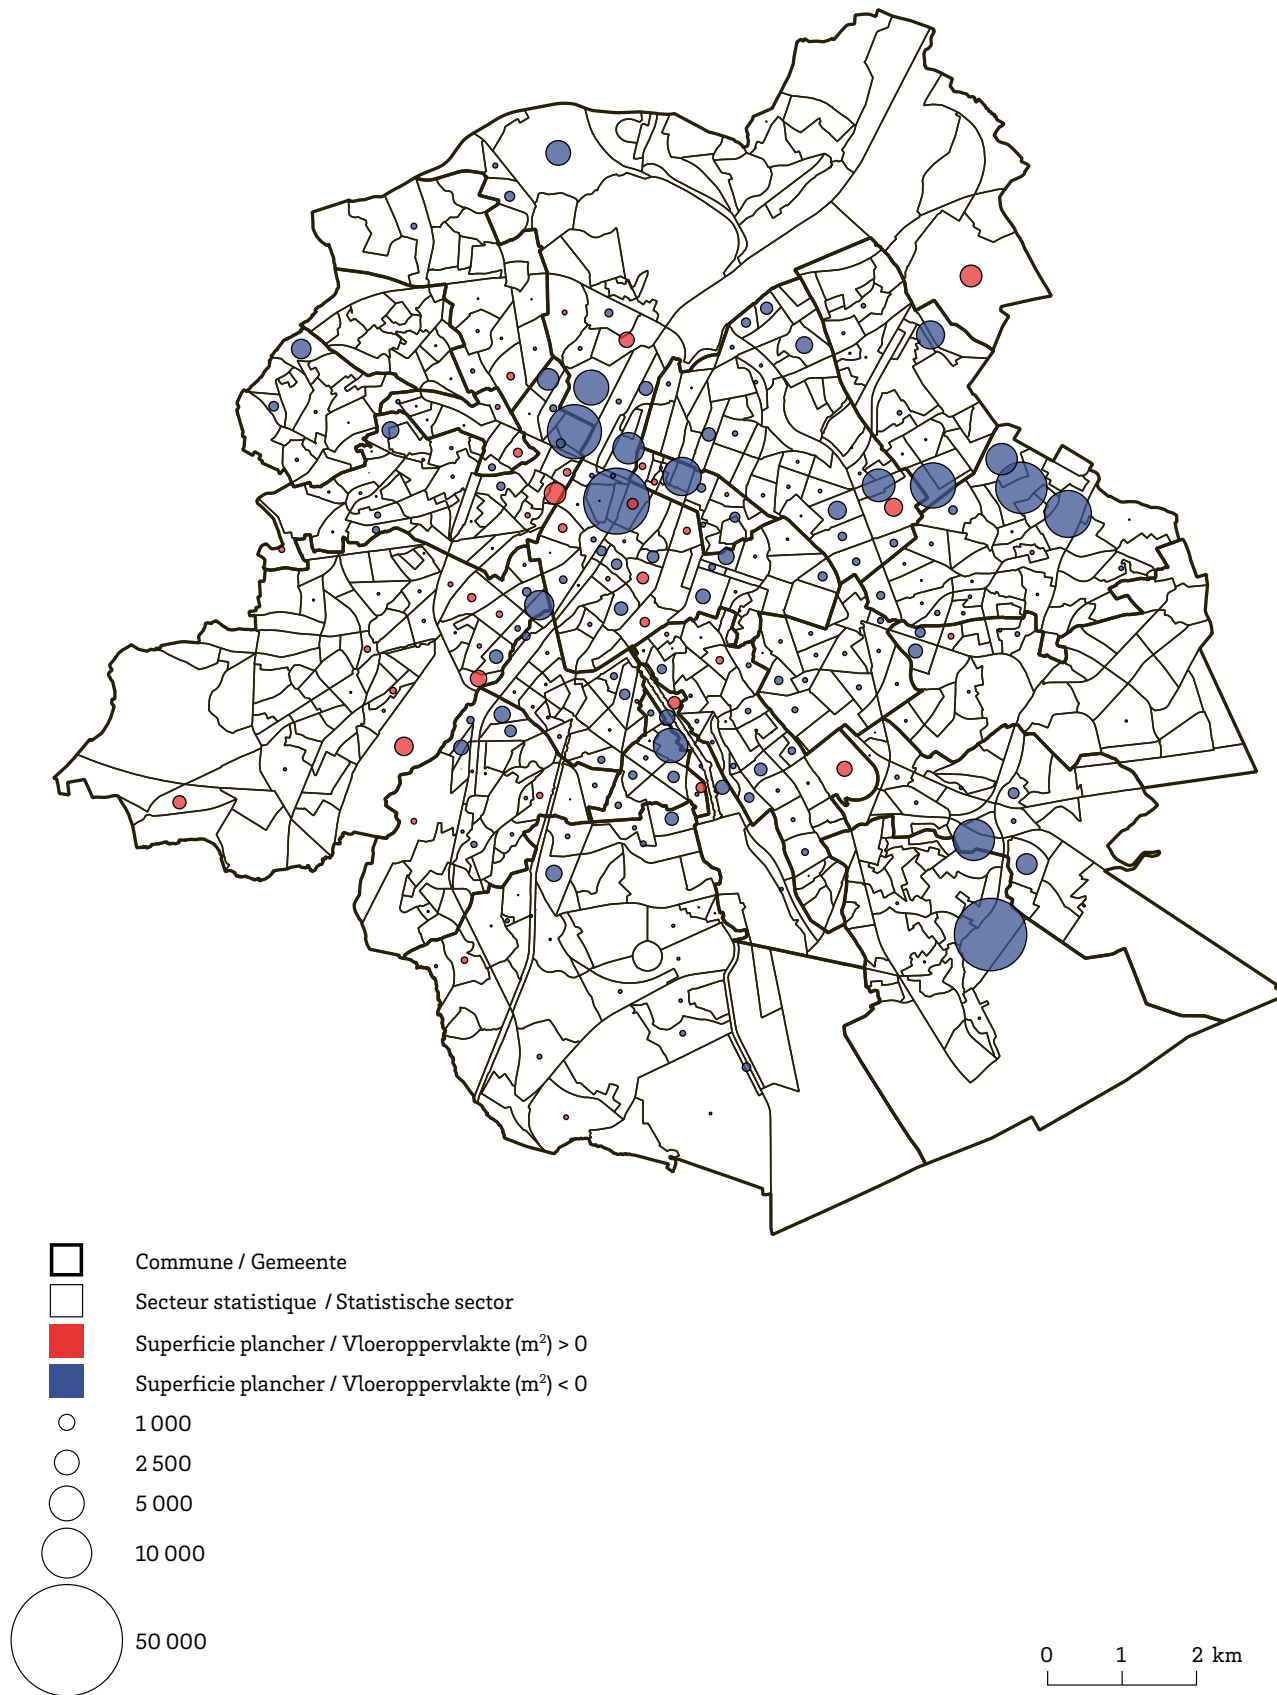 Commune / Gemeente
Secteur statistique / Statistische sector
Superficie plancher / Vloeroppervlakte (m²) > 0
Superficie plancher / Vloeroppervlakte (m²) < 0
1 000
2 500
5 000
10 000
50 000
0 1 2 km